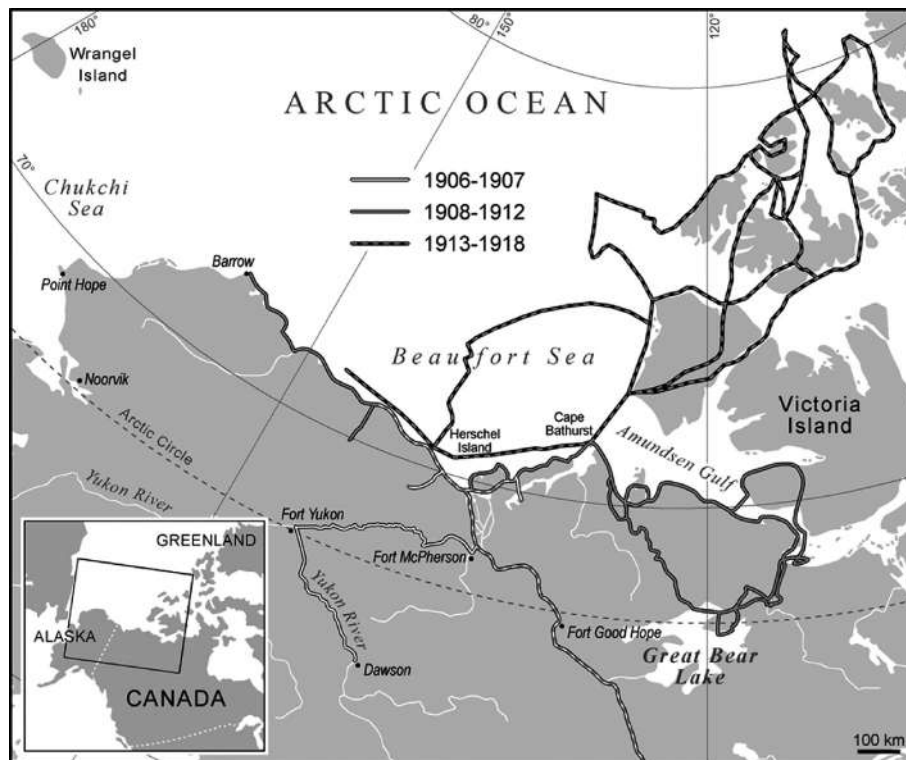 180°
80°
150°
120°
Wrangel
Island
ARCTIC OCEAN
70°
Chukchi
Sea
1906-1907
1908-1912
1913-1918
Barrow
Point Hope
Beaufort Sea
Noorvik
Arctic Circle
Herschel
Island
Cape
Bathurst
Amundsen Gulf
Victoria
Island
Yukon River
Fort Yukon
Fort McPherson
Yukon
River
Fort Good Hope
Great Bear
Lake
Dawson
GREENLAND
ALASKA
CANADA
100 km